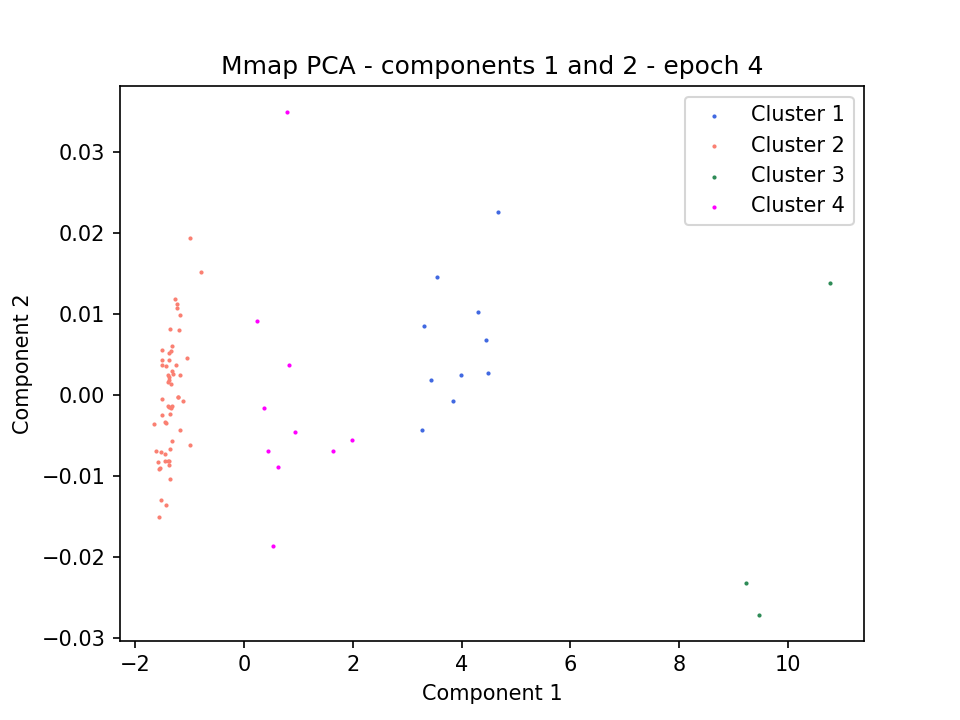 Mmap PCA - components 1 and 2 - epoch 4
Cluster 1
Cluster 2
Cluster 3
Cluster 4
0.03
0.02
0.01
0.00
−0.01
−0.02
−0.03
Component 2
−2 0 2 4 6 8 10
Component 1